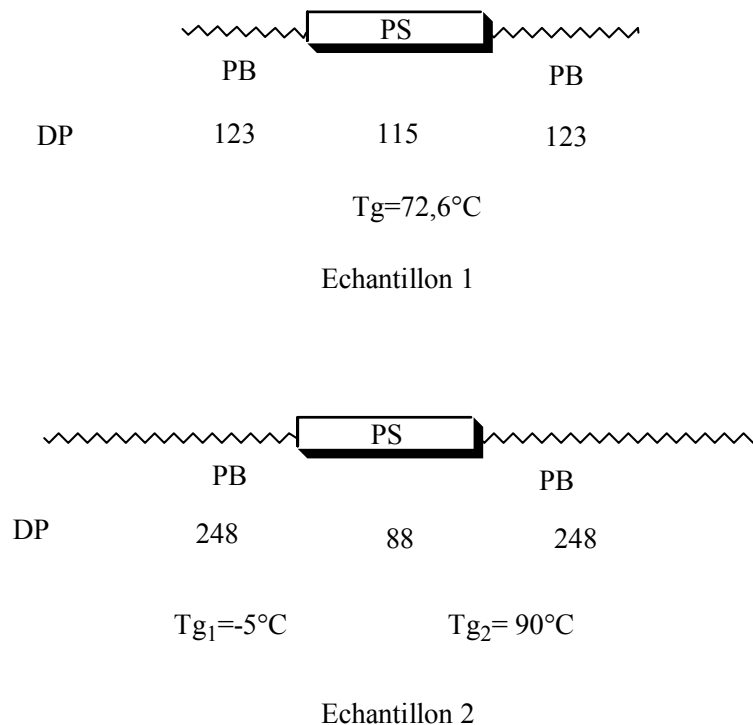 PS
PB PB
DP 123 115 123
Tg=72,6°C
Echantillon 1
PS
PB PB
DP 248 88 248
Tg₁=-5°C Tg₂= 90°C
Echantillon 2